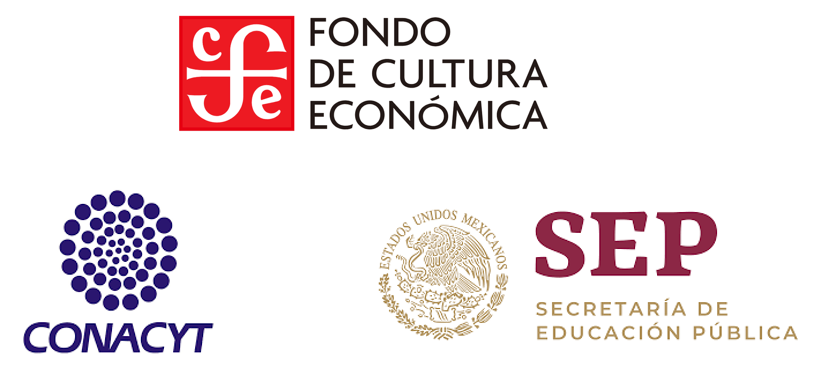 cfe
FONDO
DE CULTURA
ECONÓMICA
CONACYT
ESTADOS UNIDOS MEXICANOS
SEP
SECRETARÍA DE
EDUCACIÓN PÚBLICA